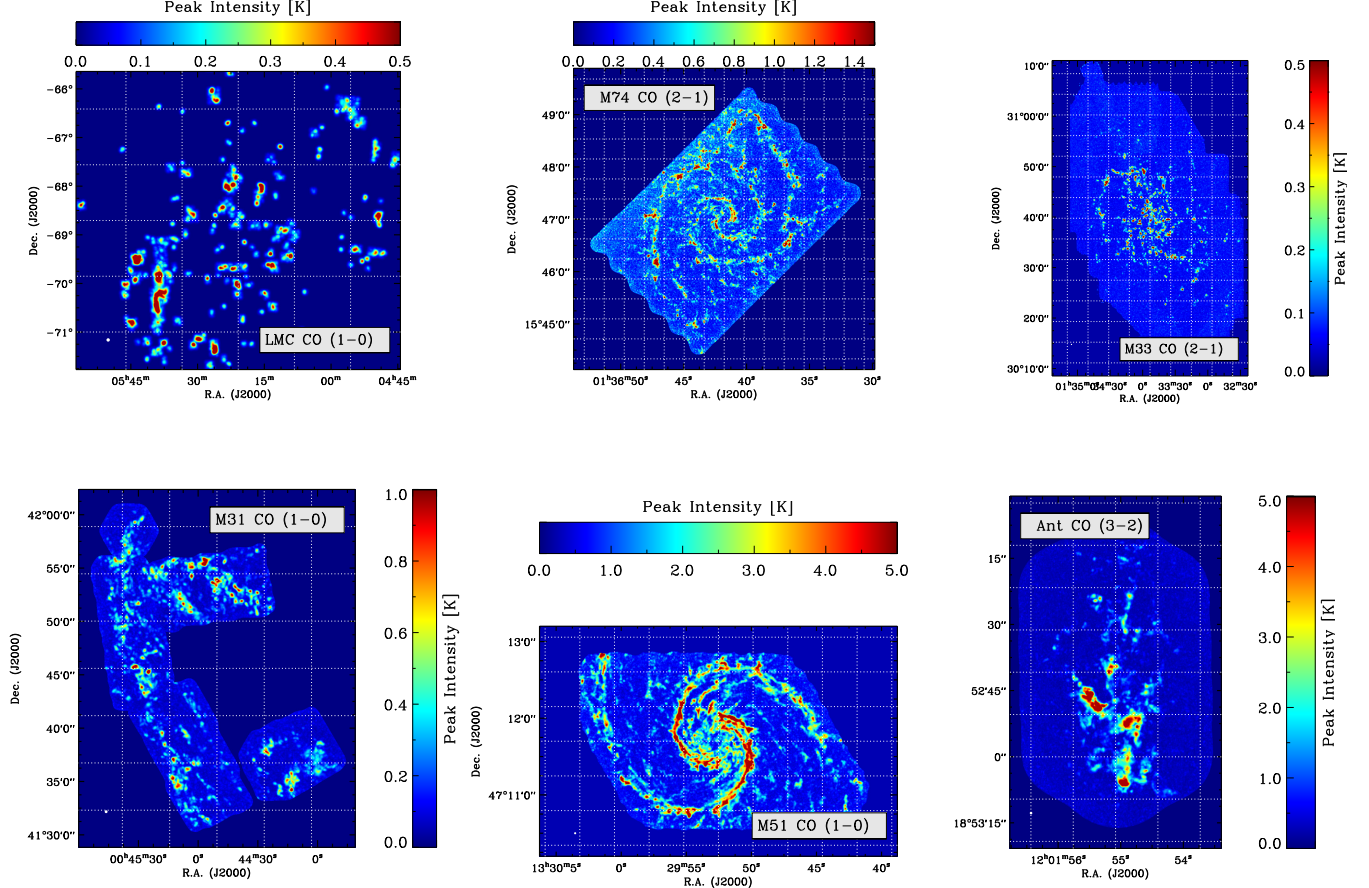 Peak Intensity [K]
0.0 0.1 0.2 0.3 0.4 0.5
-66°
-67°
-68°
-69°
-70°
-71°
Dec. (J2000)
LMC CO (1-0)
05ʰ45ᵐ 30ᵐ 15ᵐ 00ᵐ 04ʰ45ᵐ
R.A. (J2000)
Peak Intensity [K]
0.0 0.2 0.4 0.6 0.8 1.0 1.2 1.4
M74 CO (2-1)
49'0"
48'0"
47'0"
46'0"
15°45'0"
Dec. (J2000)
01ʰ36ᵐ50ˢ 45ˢ 40ˢ 35ˢ 30ˢ
R.A. (J2000)
10'0"
31°00'0"
50'0"
40'0"
30'0"
20'0"
30°10'0"
Dec. (J2000)
M33 CO (2-1)
0ˢ 33ᵐ30ˢ 0ˢ 32ᵐ30ˢ
R.A. (J2000)
0.5
0.4
0.3
0.2
0.1
0.0
Peak Intensity [K]
M31 CO (1-0)
42°00'0"
55'0"
50'0"
45'0"
40'0"
35'0"
41°30'0"
Dec. (J2000)
00ʰ45ᵐ30ˢ 0ˢ 44ᵐ30ˢ 0ˢ
R.A. (J2000)
1.0
0.8
0.6
0.4
0.2
0.0
Peak Intensity [K]
Peak Intensity [K]
0.0 1.0 2.0 3.0 4.0 5.0
13'0"
12'0"
47°11'0"
Dec. (J2000)
M51 CO (1-0)
13ʰ30ᵐ5ˢ 0ˢ 29ᵐ55ˢ 50ˢ 45ˢ 40ˢ
R.A. (J2000)
Ant CO (3-2)
15"
30"
52'45"
0"
18°53'15"
12ʰ01ᵐ56ˢ 55ˢ 54ˢ
R.A. (J2000)
5.0
4.0
3.0
2.0
1.0
0.0
Peak Intensity [K]